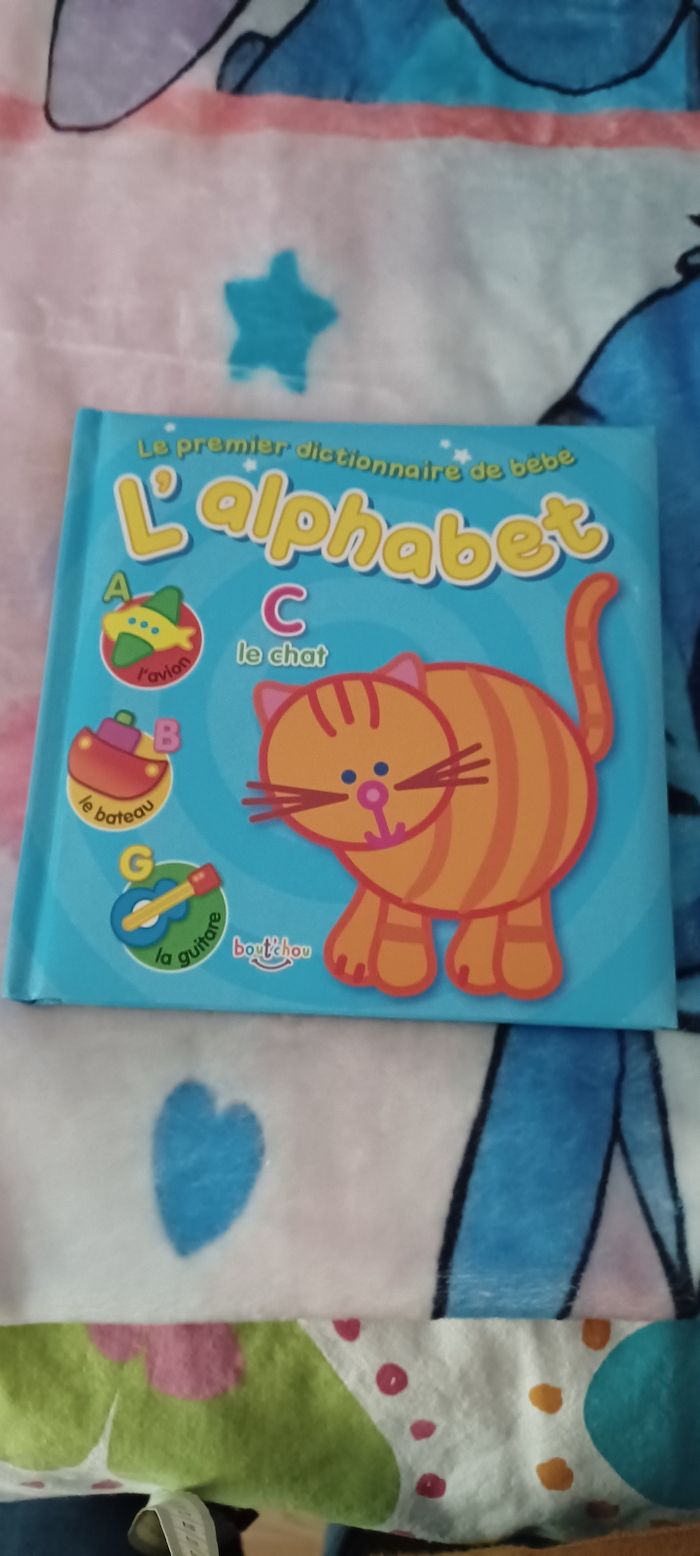 Le premier dictionnaire de bébé
L'alphabet
A
l'avion
C
le chat
B
le bateau
G
la guitare
bout'chou